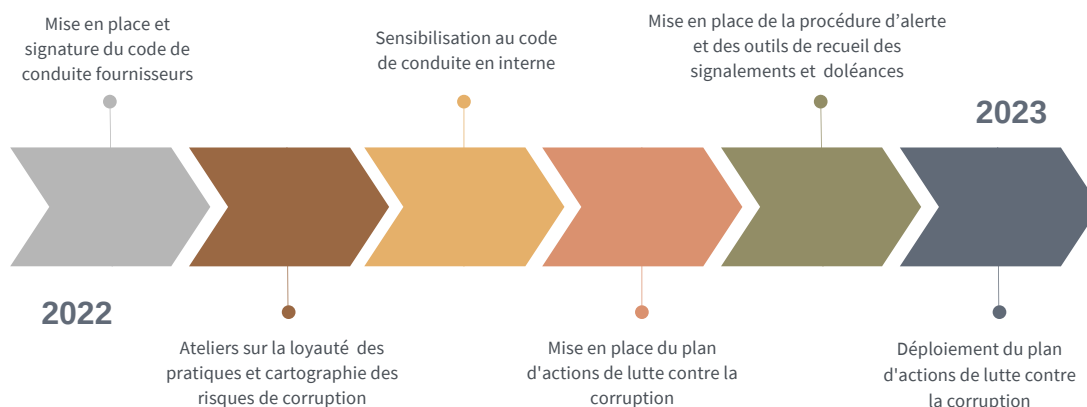 Mise en place et
signature du code de
conduite fournisseurs
Sensibilisation au code
de conduite en interne
Mise en place de la procédure d’alerte
et des outils de recueil des
signalements et doléances
2023
2022
Ateliers sur la loyauté des
pratiques et cartographie des
risques de corruption
Mise en place du plan
d'actions de lutte contre la
corruption
Déploiement du plan
d'actions de lutte contre
la corruption